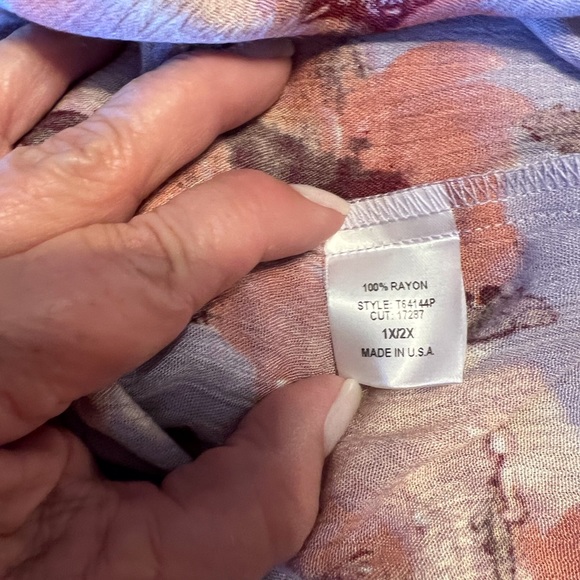 100% RAYON
STYLE: T64144P
CUT: 17287
1X/2X
MADE IN U.S.A